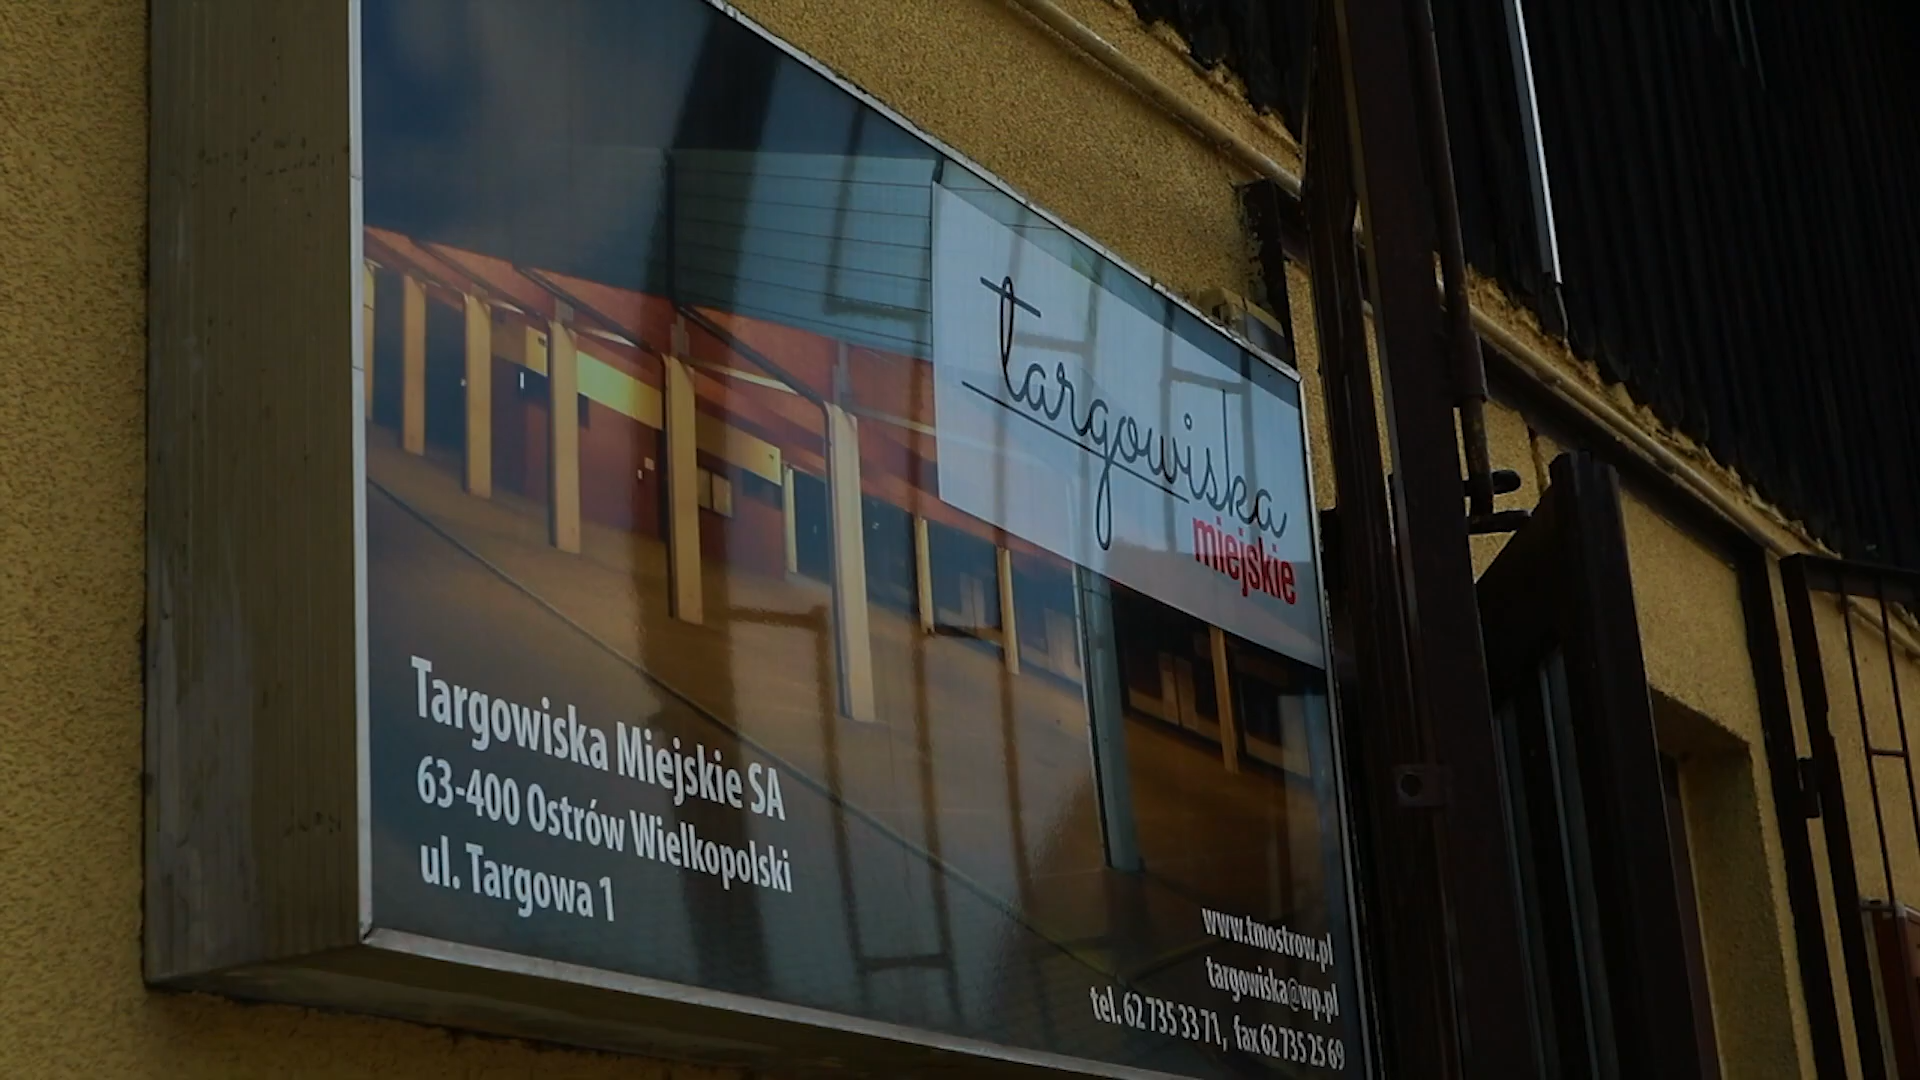 targowiska
miejskie
Targowiska Miejskie SA
63-400 Ostrów Wielkopolski
ul. Targowa 1
www.tmostrow.pl
targowiska@wp.pl
tel. 62 735 33 71, fax 62 735 25 69